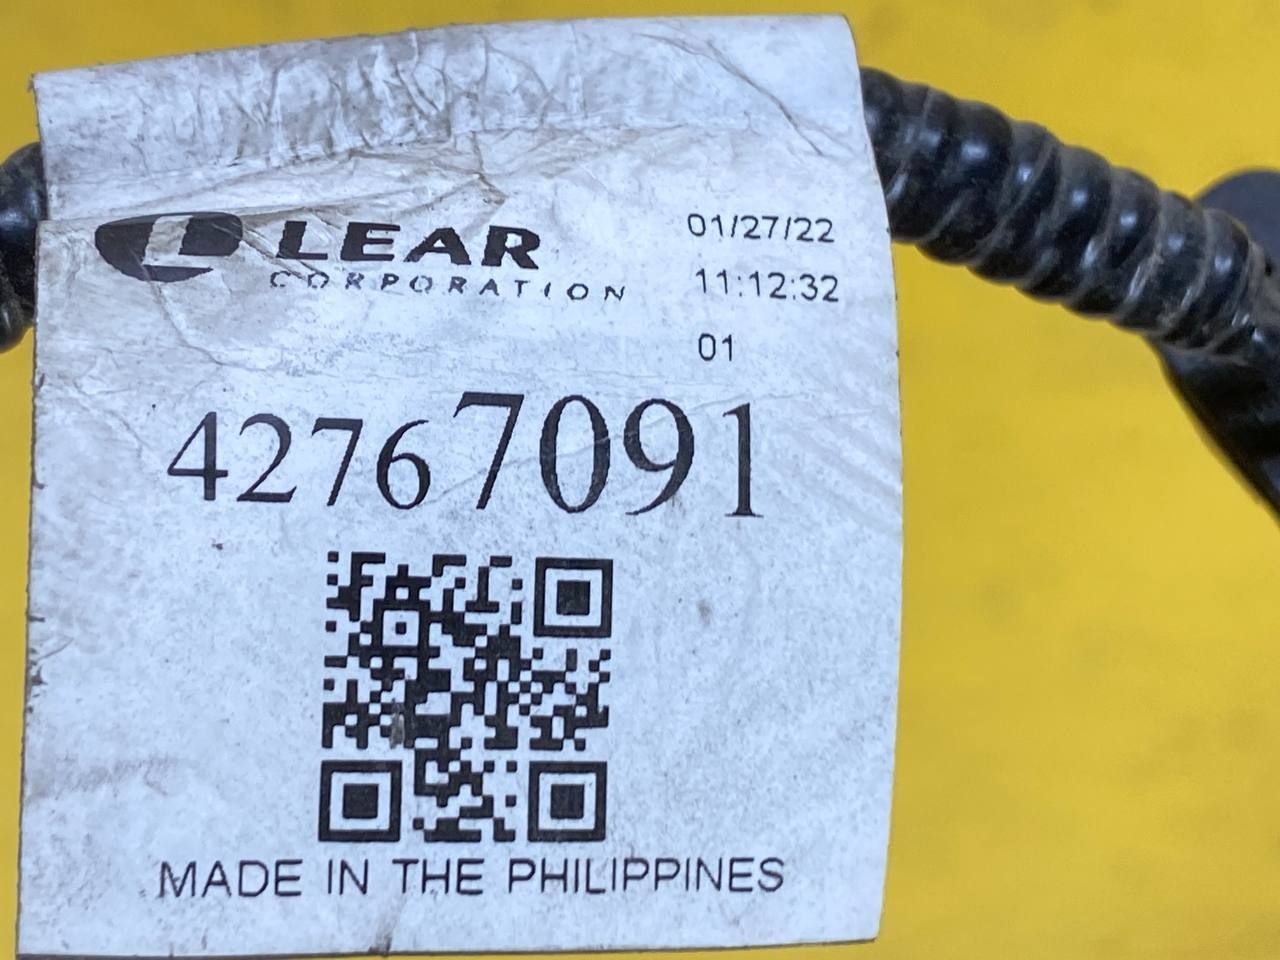 LEAR
CORPORATION
01/27/22
11:12:32
01
42767091
MADE IN THE PHILIPPINES